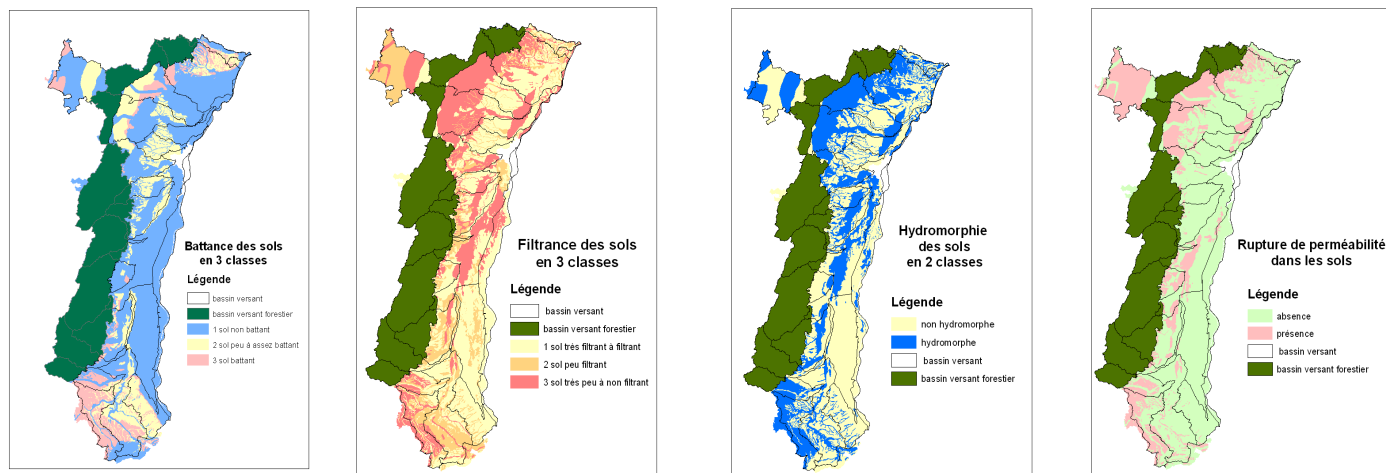 Battance des sols
en 3 classes
Légende
bassin versant
bassin versant forestier
1 sol non battant
2 sol peu à assez battant
3 sol battant
Filtrance des sols
en 3 classes
Légende
bassin versant
bassin versant forestier
1 sol trés filtrant à filtrant
2 sol peu filtrant
3 sol trés peu à non filtrant
Hydromorphie
des sols
en 2 classes
Légende
non hydromorphe
hydromorphe
bassin versant
bassin versant forestier
Rupture de perméabilité
dans les sols
Légende
absence
présence
bassin versant
bassin versant forestier